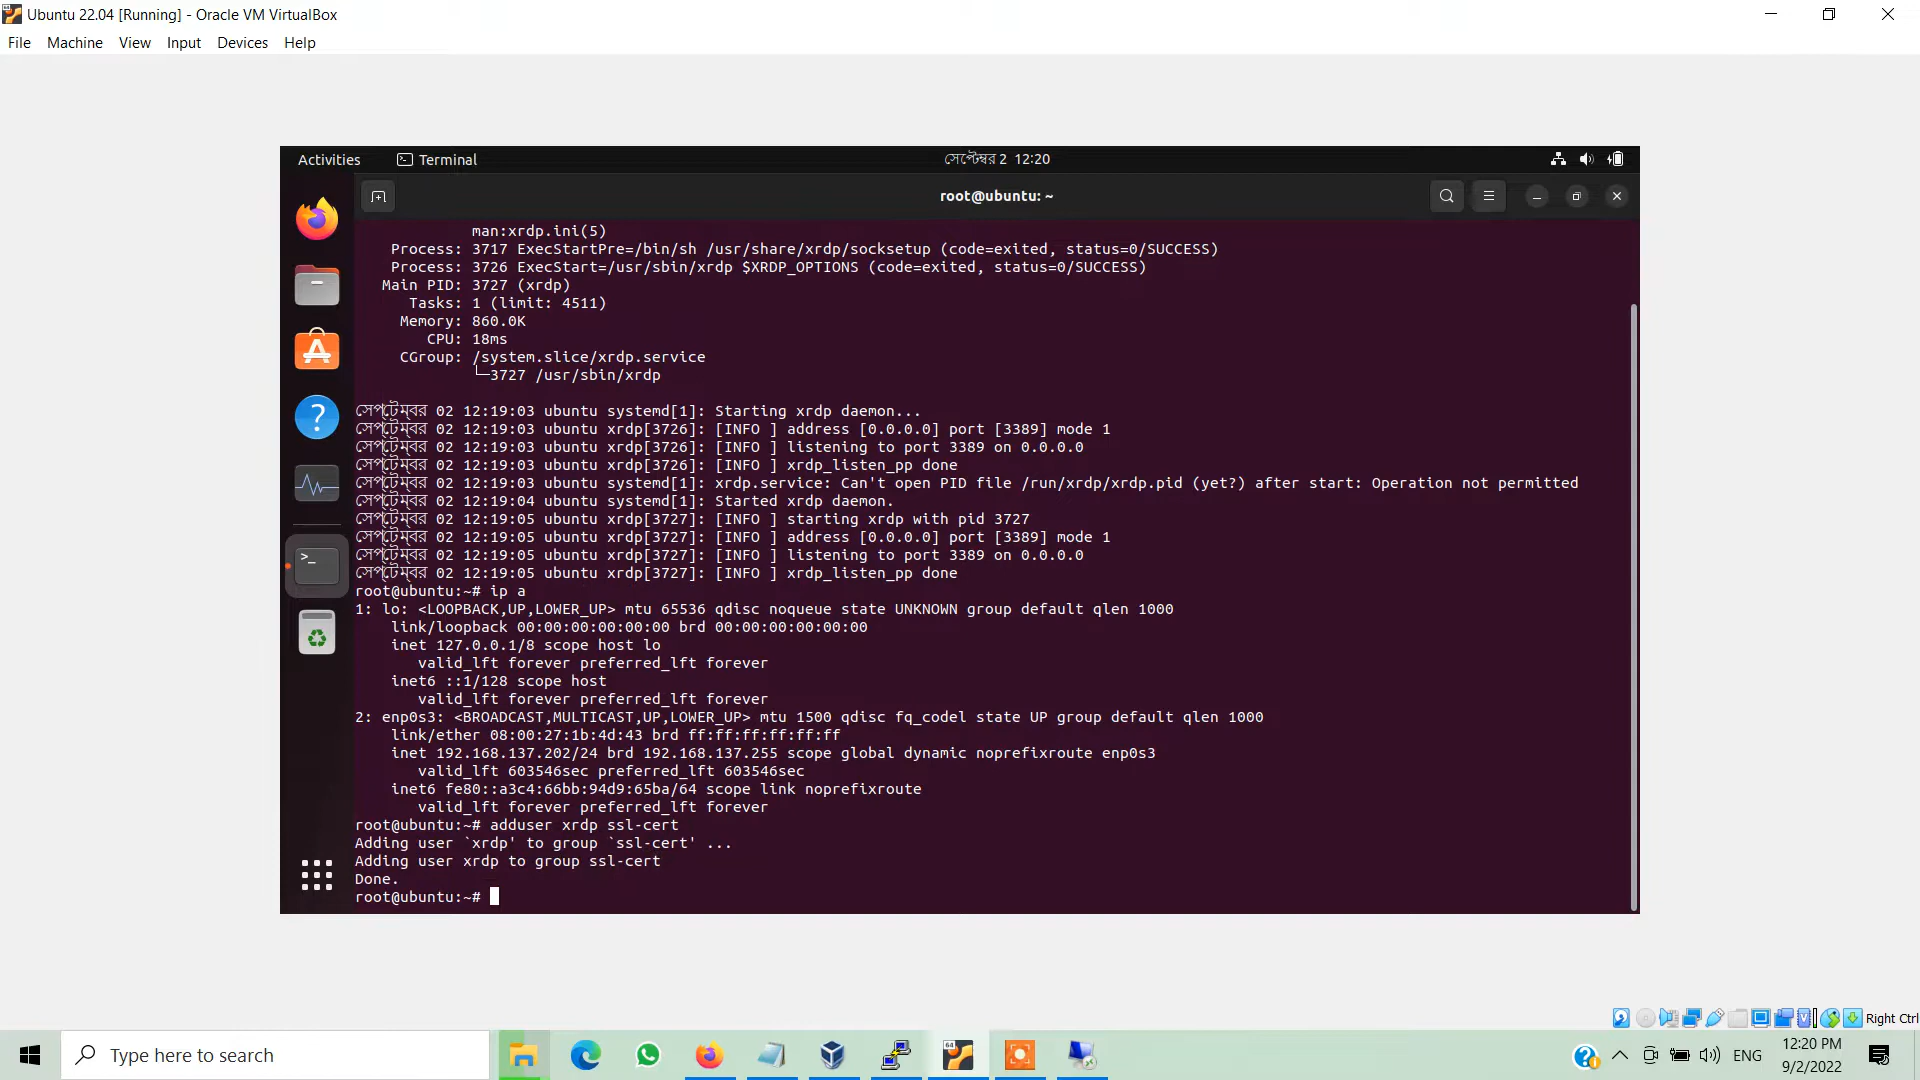 Ubuntu 22.04 [Running] - Oracle VM VirtualBox
File Machine View Input Devices Help
Activities Terminal সেপ্টেম্বর 2 12:20
root@ubuntu: ~
man:xrdp.ini(5)
Process: 3717 ExecStartPre=/bin/sh /usr/share/xrdp/socksetup (code=exited, status=0/SUCCESS)
Process: 3726 ExecStart=/usr/sbin/xrdp $XRDP_OPTIONS (code=exited, status=0/SUCCESS)
Main PID: 3727 (xrdp)
Tasks: 1 (limit: 4511)
Memory: 860.0K
CPU: 18ms
CGroup: /system.slice/xrdp.service
└─3727 /usr/sbin/xrdp
সেপ্টেম্বর 02 12:19:03 ubuntu systemd[1]: Starting xrdp daemon...
সেপ্টেম্বর 02 12:19:03 ubuntu xrdp[3726]: [INFO ] address [0.0.0.0] port [3389] mode 1
সেপ্টেম্বর 02 12:19:03 ubuntu xrdp[3726]: [INFO ] listening to port 3389 on 0.0.0.0
সেপ্টেম্বর 02 12:19:03 ubuntu xrdp[3726]: [INFO ] xrdp_listen_pp done
সেপ্টেম্বর 02 12:19:03 ubuntu systemd[1]: xrdp.service: Can't open PID file /run/xrdp/xrdp.pid (yet?) after start: Operation not permitted
সেপ্টেম্বর 02 12:19:04 ubuntu systemd[1]: Started xrdp daemon.
সেপ্টেম্বর 02 12:19:05 ubuntu xrdp[3727]: [INFO ] starting xrdp with pid 3727
সেপ্টেম্বর 02 12:19:05 ubuntu xrdp[3727]: [INFO ] address [0.0.0.0] port [3389] mode 1
সেপ্টেম্বর 02 12:19:05 ubuntu xrdp[3727]: [INFO ] listening to port 3389 on 0.0.0.0
সেপ্টেম্বর 02 12:19:05 ubuntu xrdp[3727]: [INFO ] xrdp_listen_pp done
root@ubuntu:~# ip a
1: lo: <LOOPBACK,UP,LOWER_UP> mtu 65536 qdisc noqueue state UNKNOWN group default qlen 1000
link/loopback 00:00:00:00:00:00 brd 00:00:00:00:00:00
inet 127.0.0.1/8 scope host lo
valid_lft forever preferred_lft forever
inet6 ::1/128 scope host
valid_lft forever preferred_lft forever
2: enp0s3: <BROADCAST,MULTICAST,UP,LOWER_UP> mtu 1500 qdisc fq_codel state UP group default qlen 1000
link/ether 08:00:27:1b:4d:43 brd ff:ff:ff:ff:ff:ff
inet 192.168.137.202/24 brd 192.168.137.255 scope global dynamic noprefixroute enp0s3
valid_lft 603546sec preferred_lft 603546sec
inet6 fe80::a3c4:66bb:94d9:65ba/64 scope link noprefixroute
valid_lft forever preferred_lft forever
root@ubuntu:~# adduser xrdp ssl-cert
Adding user `xrdp' to group `ssl-cert' ...
Adding user xrdp to group ssl-cert
Done.
root@ubuntu:~#
Right Ctrl
Type here to search
64
ENG
12:20 PM
9/2/2022